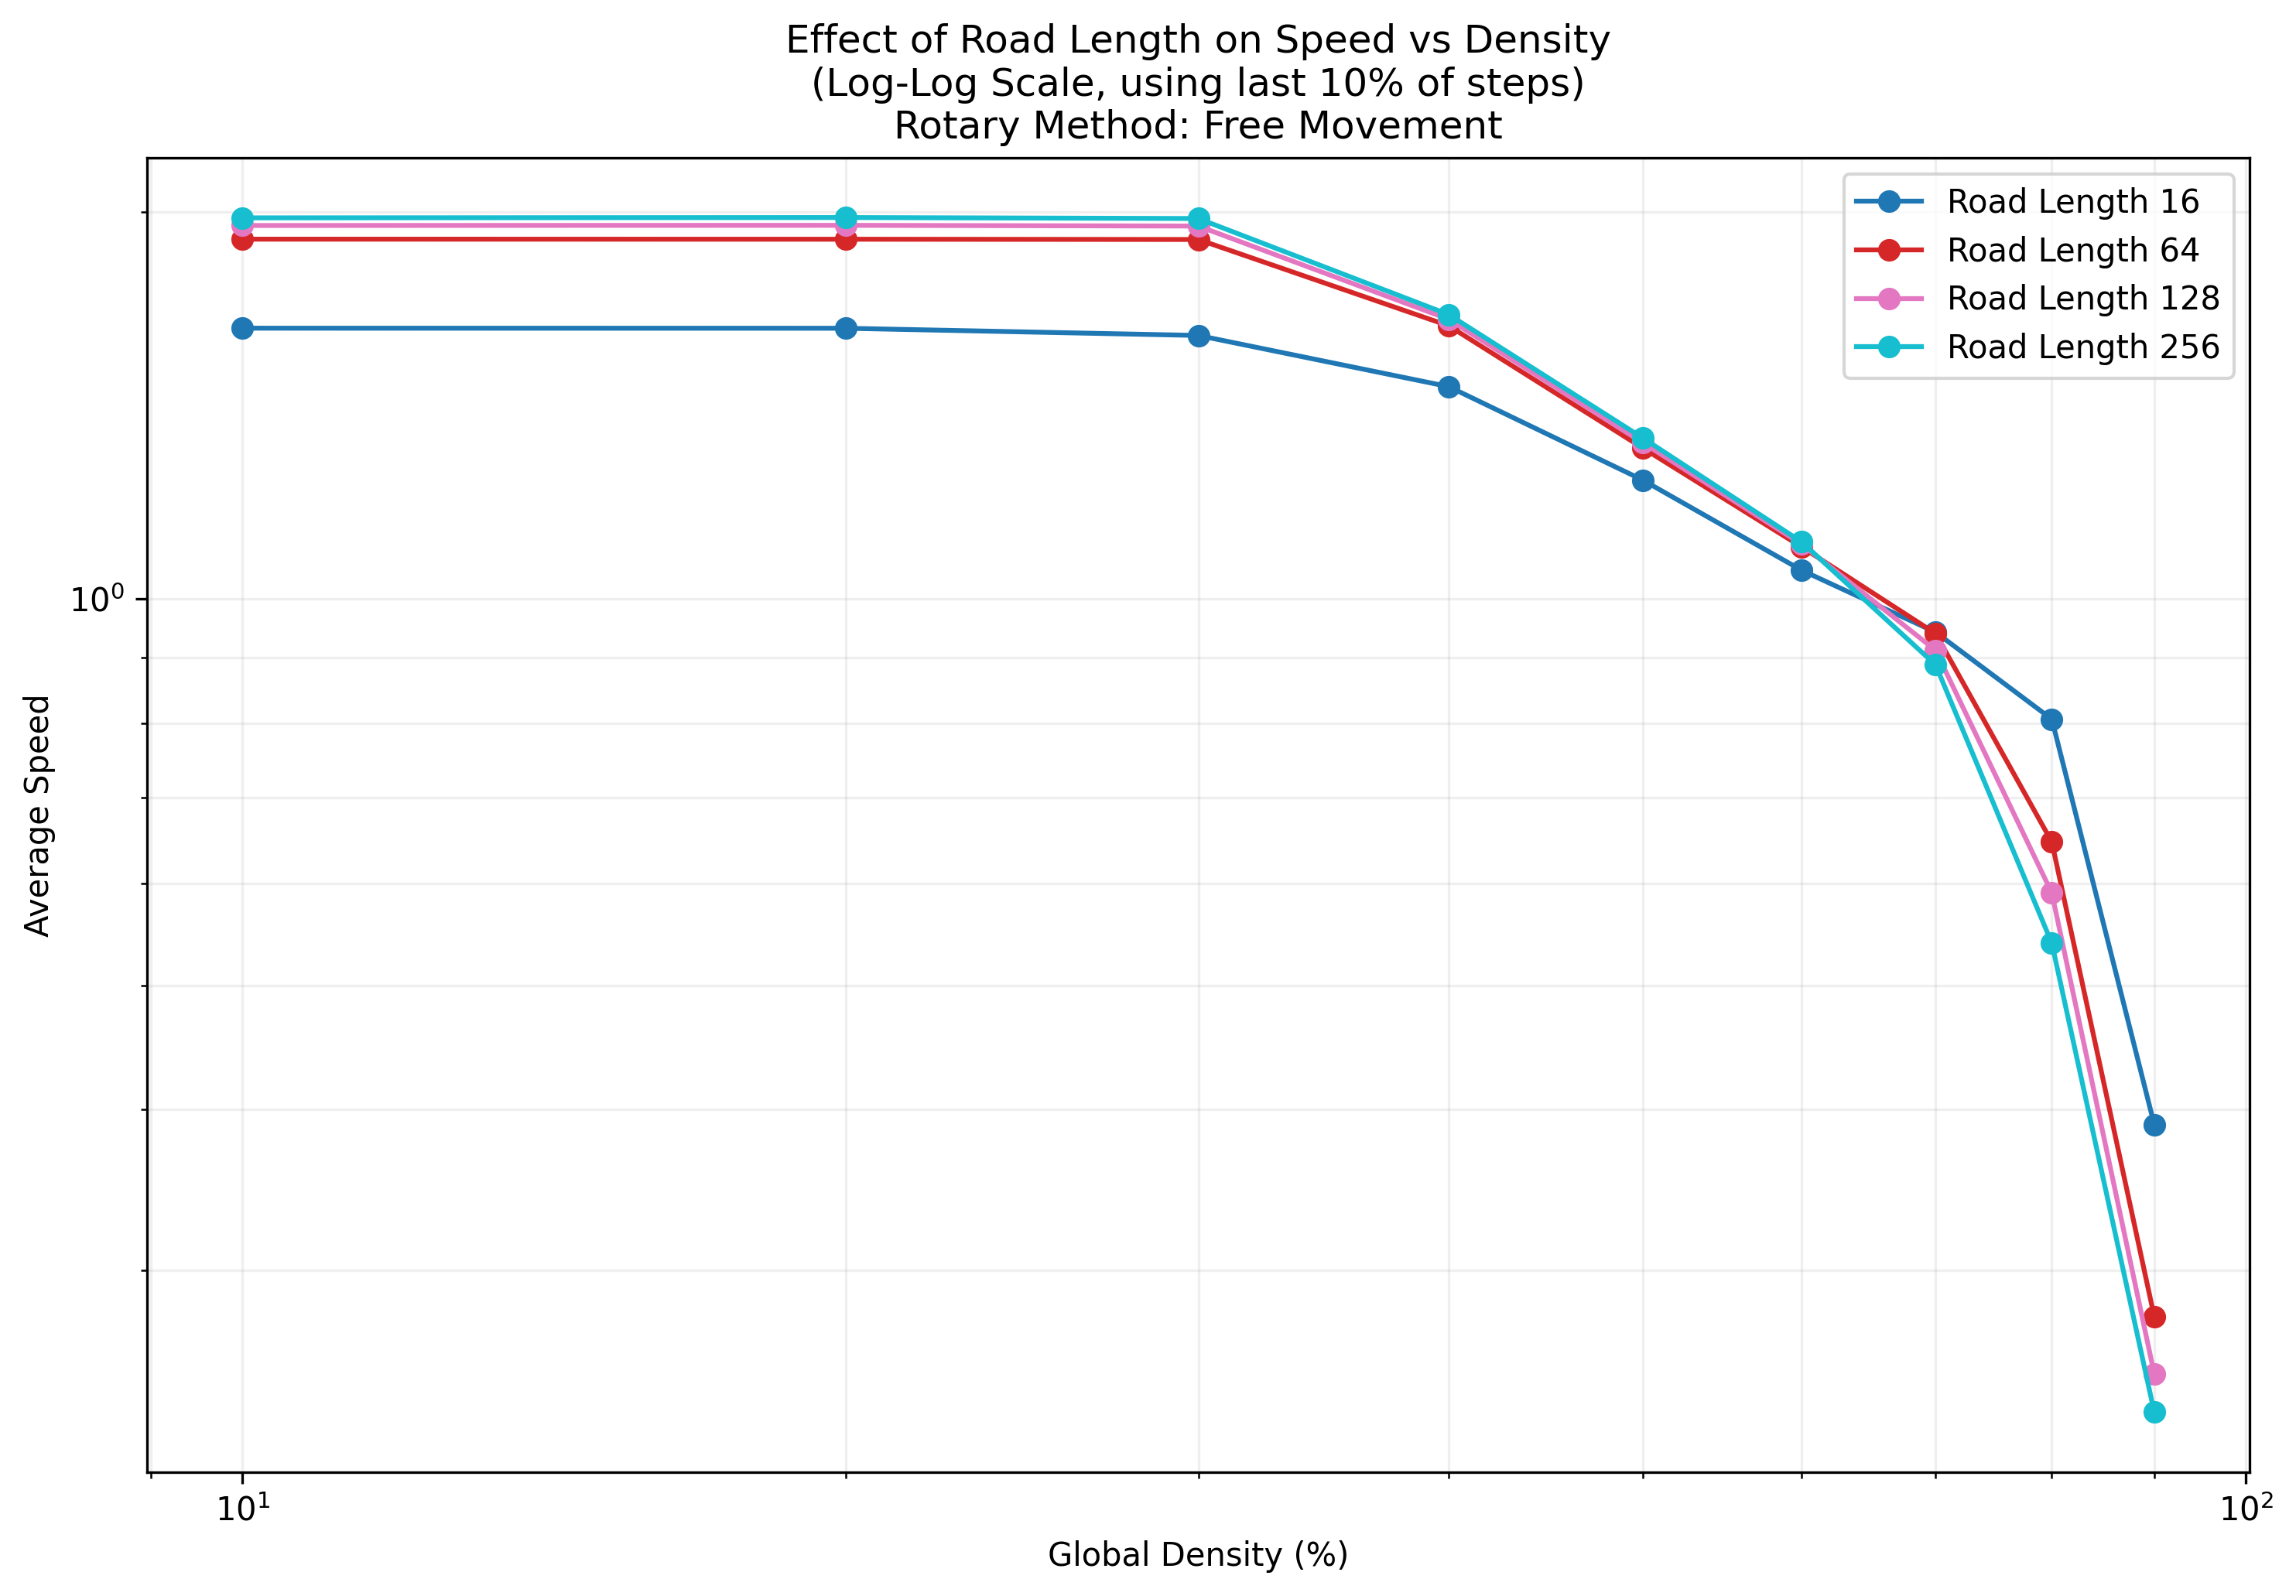 Effect of Road Length on Speed vs Density
(Log-Log Scale, using last 10% of steps)
Rotary Method: Free Movement
Road Length 16
Road Length 64
Road Length 128
Road Length 256
Average Speed
10⁰
10¹
10²
Global Density (%)